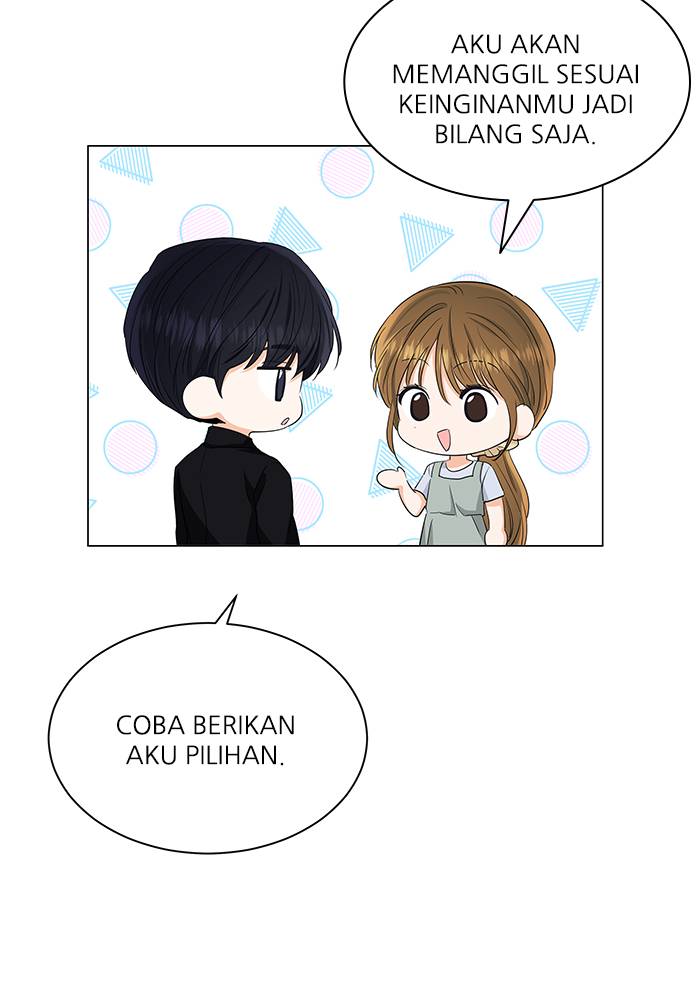 AKU AKAN
MEMANGGIL SESUAI
KEINGINANMU JADI
BILANG SAJA.
COBA BERIKAN
AKU PILIHAN.